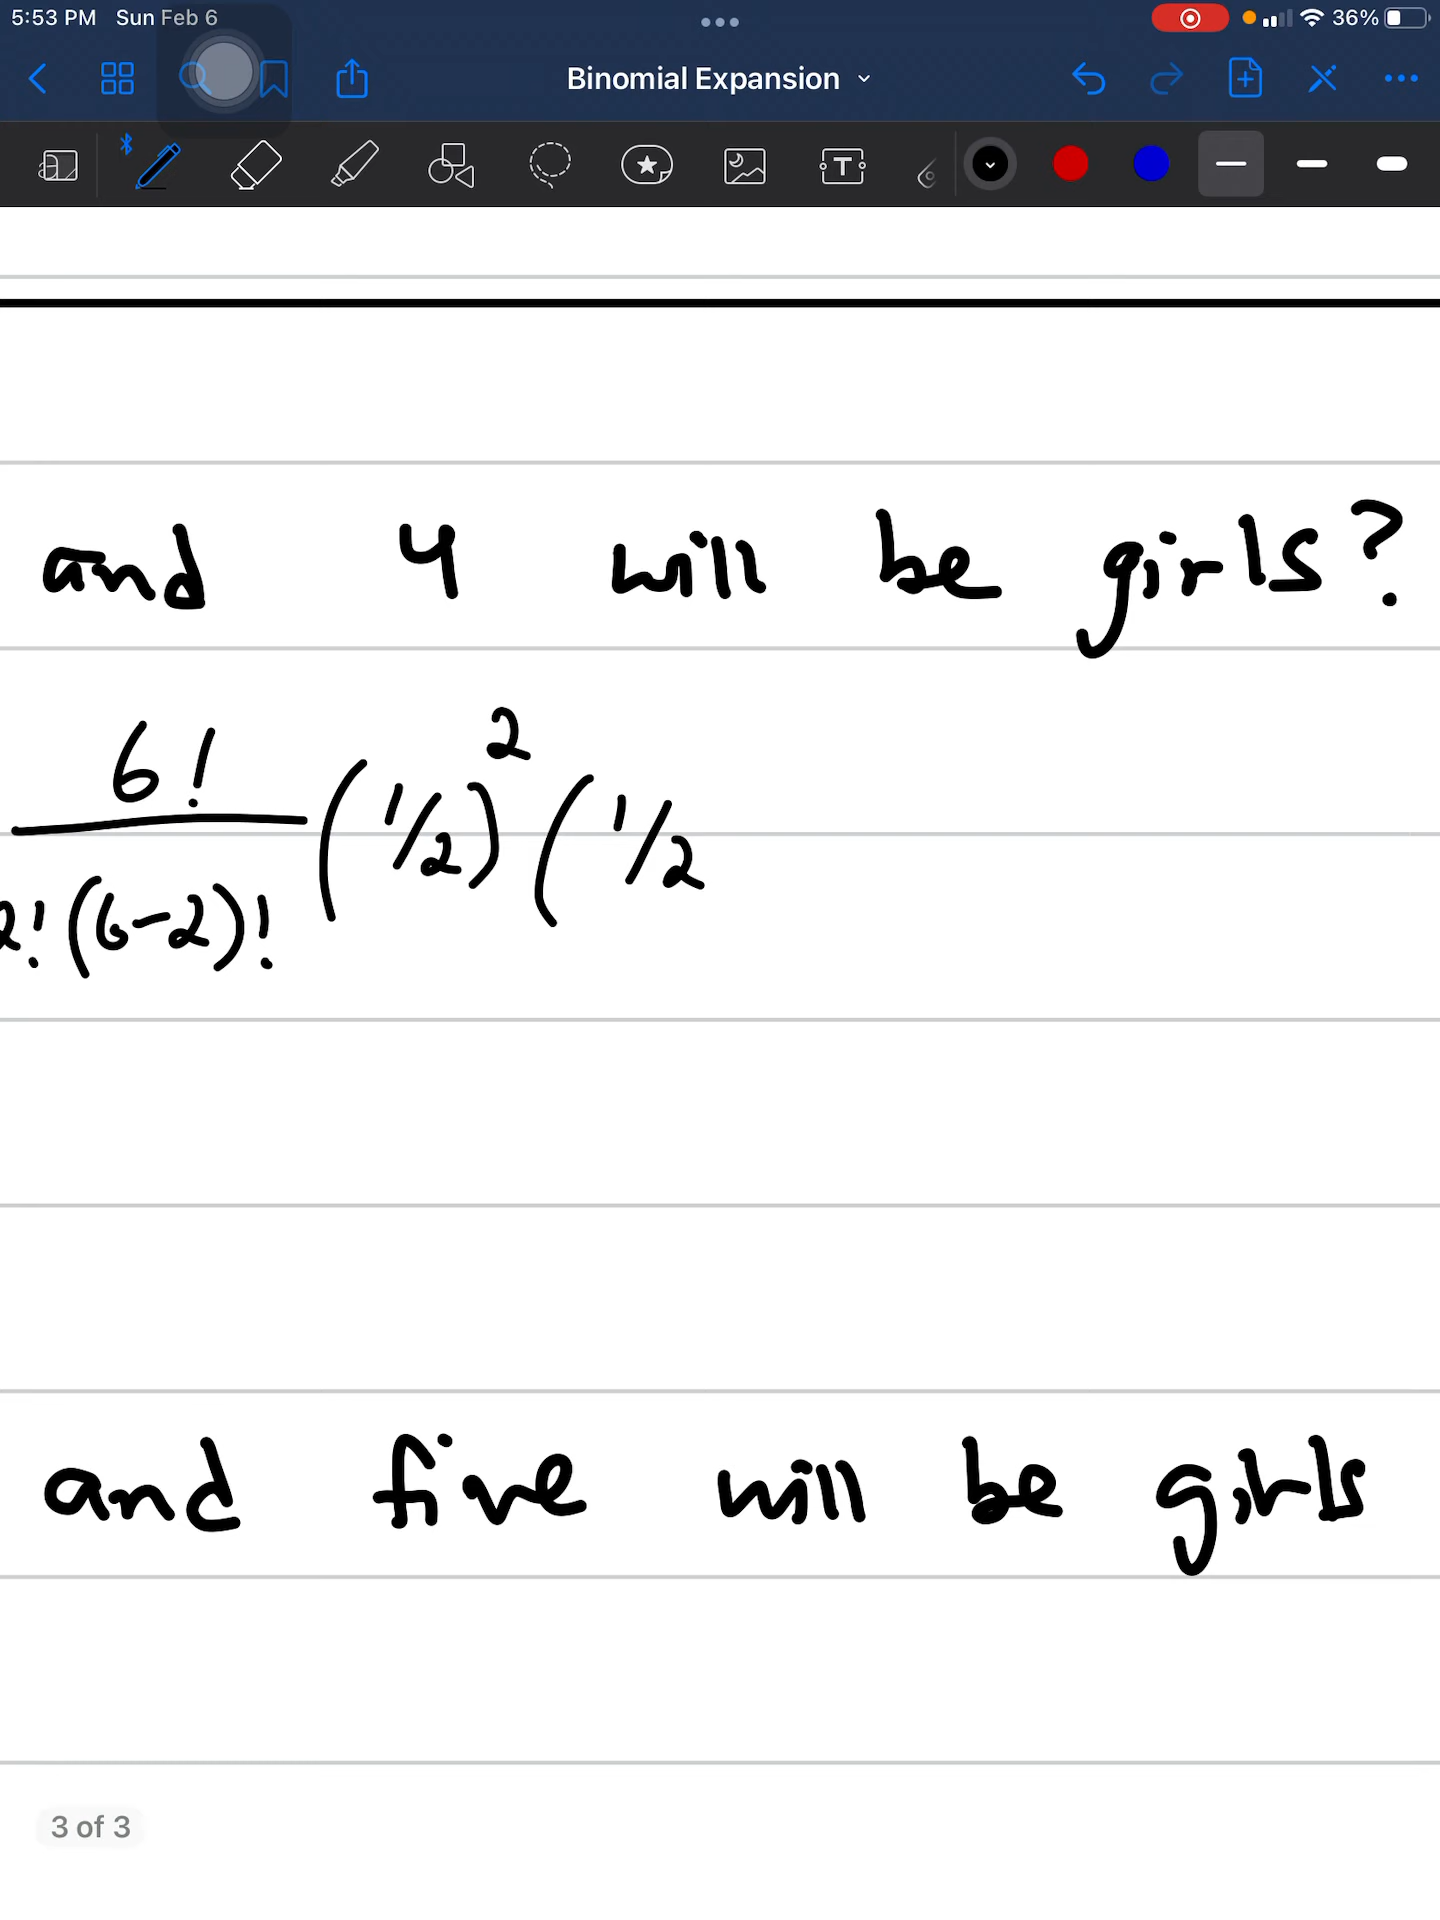 5:53 PM Sun Feb 6
36%
Binomial Expansion
and 4 will be girls?
6! (1/2)² (1/2
2!(6-2)!
and five will be girls
3 of 3